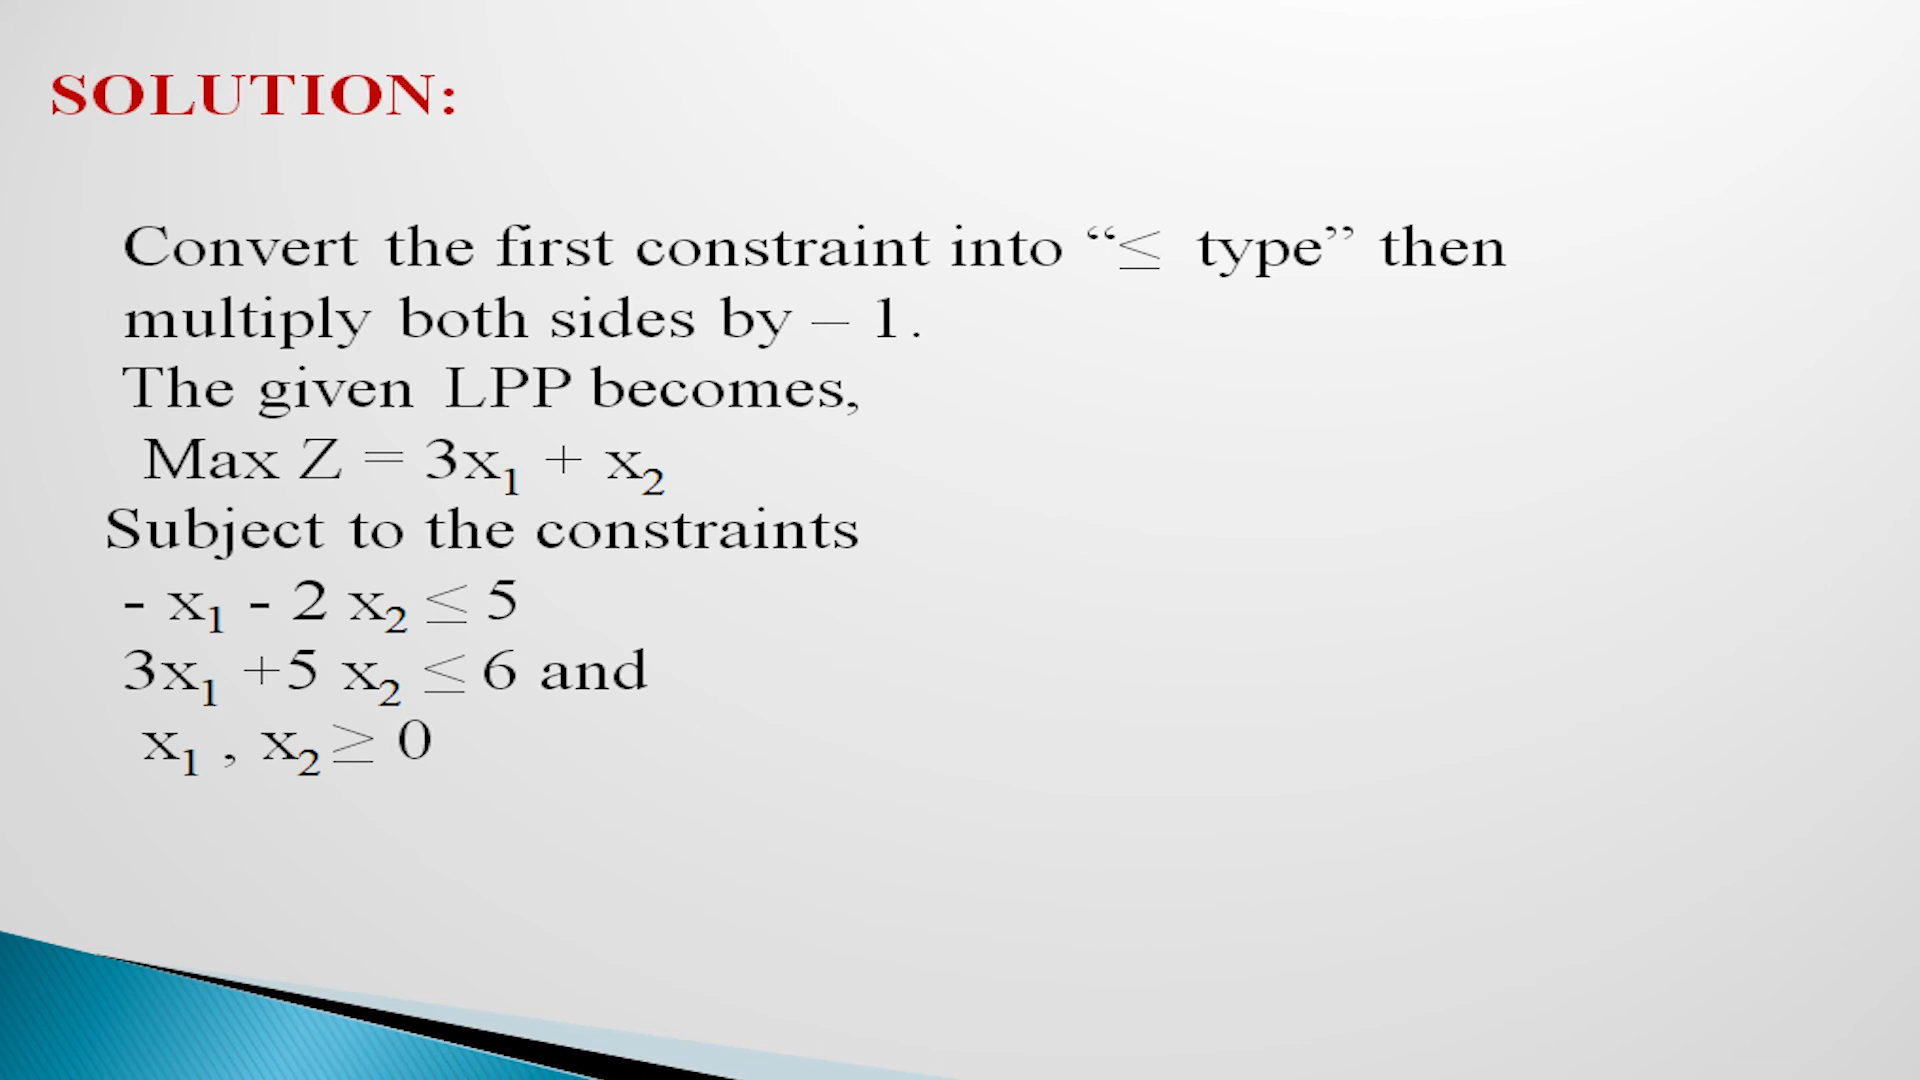 SOLUTION:
Convert the first constraint into “≤ type” then
multiply both sides by – 1.
The given LPP becomes,
Max Z = 3x₁ + x₂
Subject to the constraints
- x₁ - 2 x₂ ≤ 5
3x₁ +5 x₂ ≤ 6 and
x₁ , x₂ ≥ 0